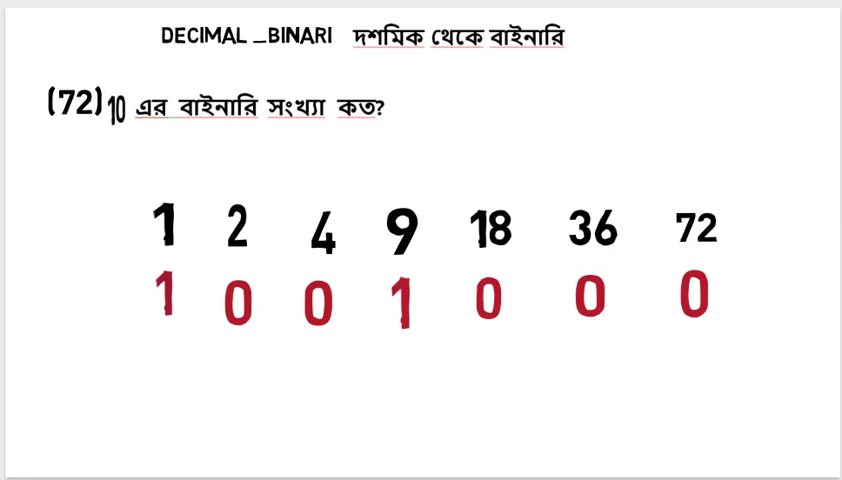 DECIMAL _BINARI দশমিক থেকে বাইনারি
(72)10 এর বাইনারি সংখ্যা কত?
1 2 4 9 18 36 72
1 0 0 1 0 0 0